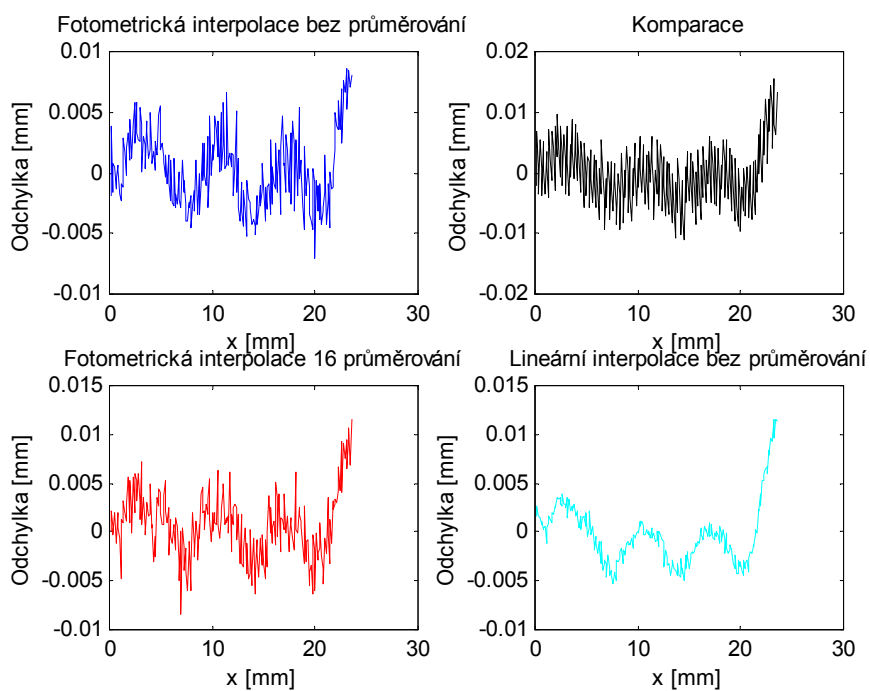 Fotometrická interpolace bez průměrování
Komparace
0.01
0.005
0
-0.005
-0.01
Odchylka [mm]
0 10 20 30
x [mm]
0.02
0.01
0
-0.01
-0.02
Odchylka [mm]
0 10 20 30
x [mm]
Fotometrická interpolace 16 průměrování
Lineární interpolace bez průměrování
0.015
0.01
0.005
0
-0.005
-0.01
Odchylka [mm]
0 10 20 30
x [mm]
0.015
0.01
0.005
0
-0.005
-0.01
Odchylka [mm]
0 10 20 30
x [mm]